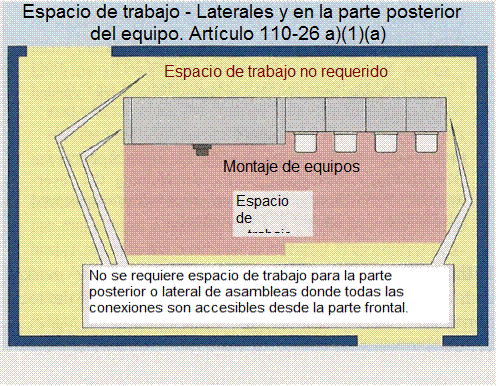 Espacio de trabajo - Laterales y en la parte posterior
del equipo. Artículo 110-26 a)(1)(a)
Espacio de trabajo no requerido
Montaje de equipos
Espacio
de
No se requiere espacio de trabajo para la parte
posterior o lateral de asambleas donde todas las
conexiones son accesibles desde la parte frontal.